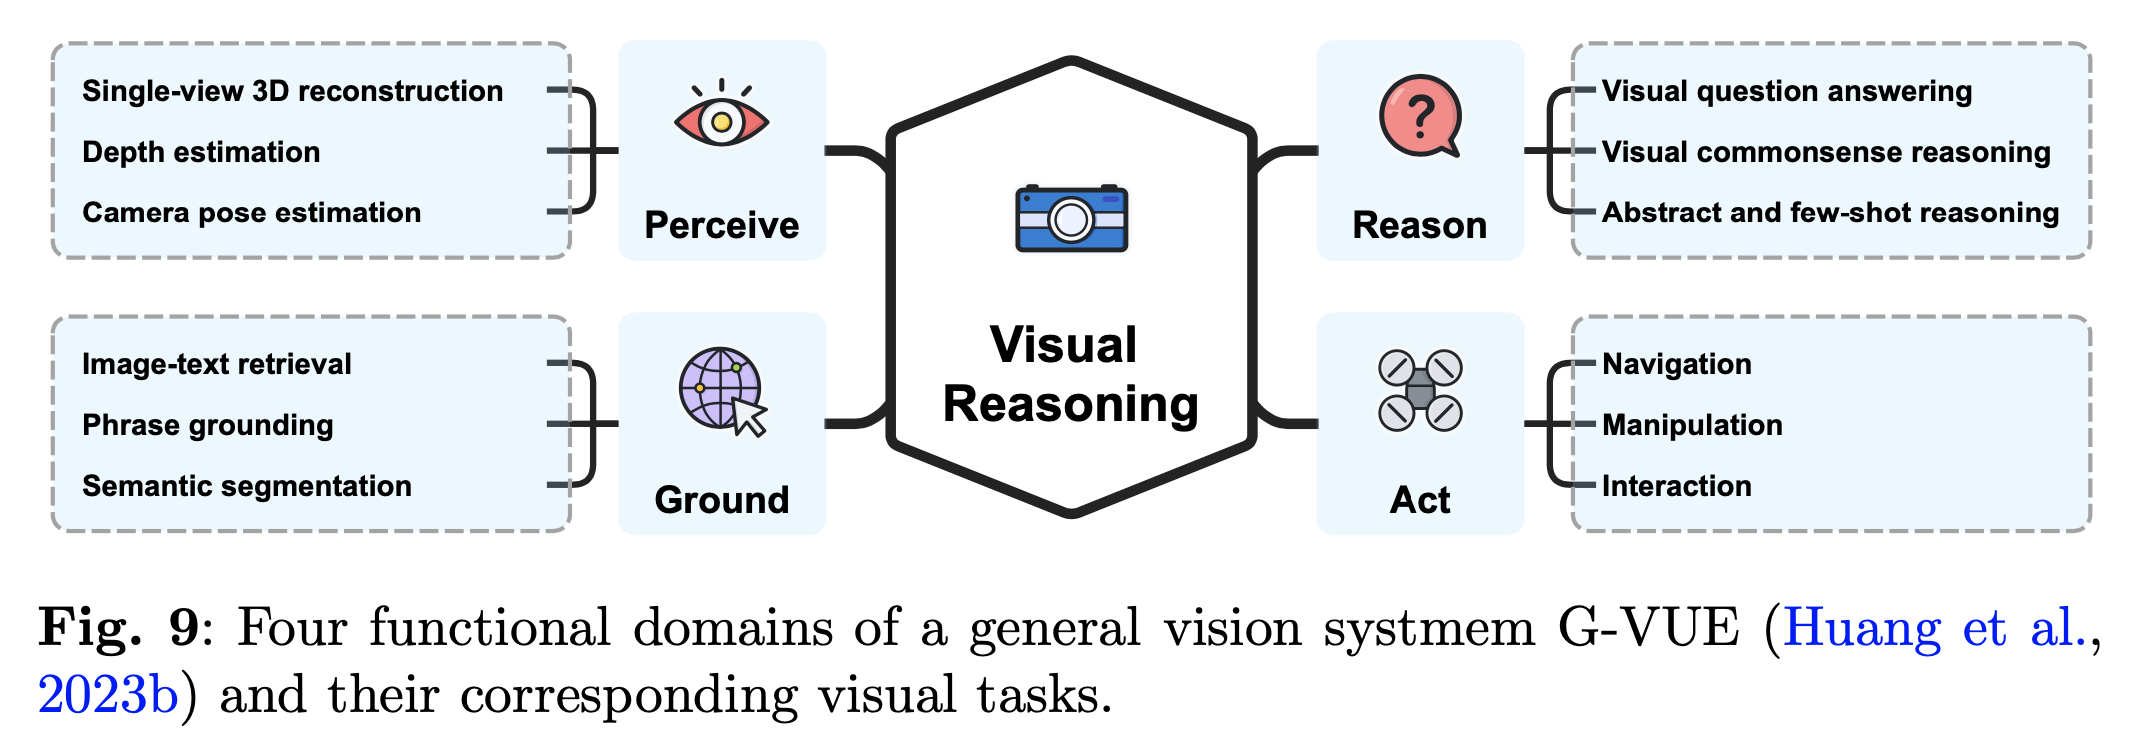 Single-view 3D reconstruction
Depth estimation
Camera pose estimation
Perceive
Image-text retrieval
Phrase grounding
Semantic segmentation
Ground
Visual
Reasoning
Reason
Visual question answering
Visual commonsense reasoning
Abstract and few-shot reasoning
Act
Navigation
Manipulation
Interaction
Fig. 9: Four functional domains of a general vision systmem G-VUE (Huang et al.,
2023b) and their corresponding visual tasks.